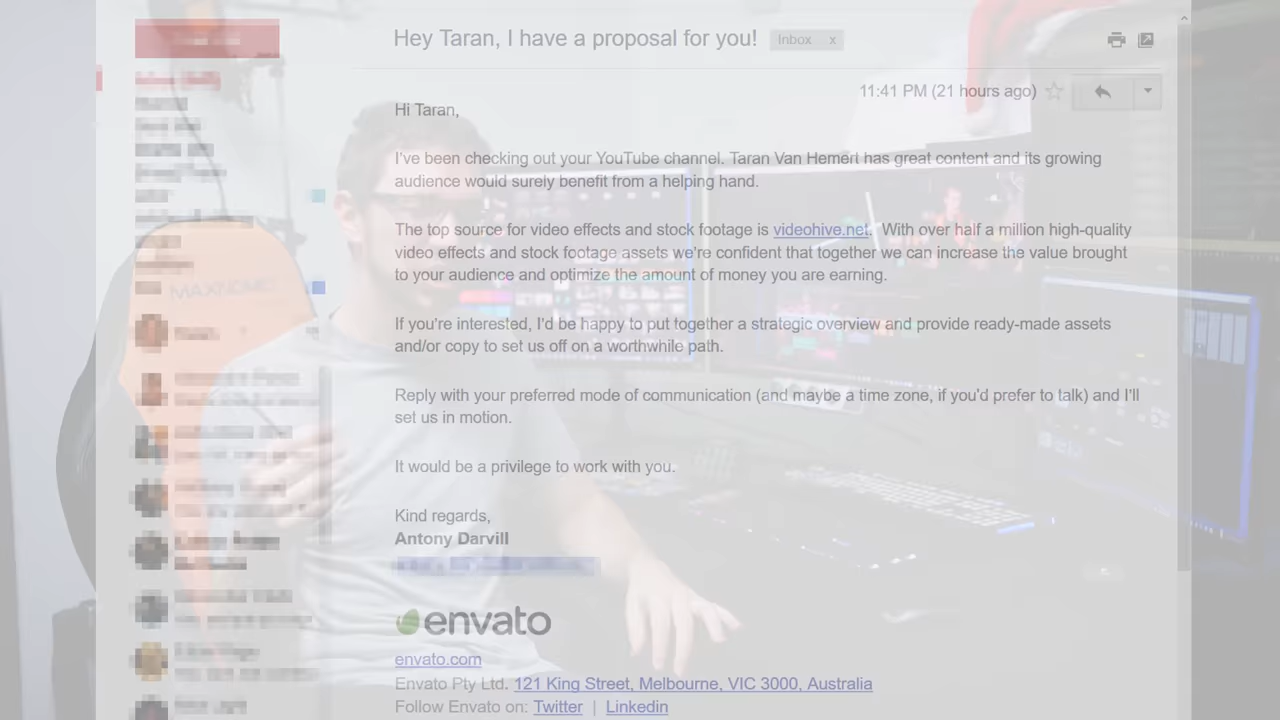 Hey Taran, I have a proposal for you!
Inbox x
11:41 PM (21 hours ago)
Hi Taran,
I've been checking out your YouTube channel. Taran Van Hemert has great content and its growing
audience would surely benefit from a helping hand.
The top source for video effects and stock footage is videohive.net. With over half a million high-quality
video effects and stock footage assets we're confident that together we can increase the value brought
to your audience and optimize the amount of money you are earning.
MAXNOMIC
If you're interested, I'd be happy to put together a strategic overview and provide ready-made assets
and/or copy to set us off on a worthwhile path.
Reply with your preferred mode of communication (and maybe a time zone, if you'd prefer to talk) and I'll
set us in motion.
It would be a privilege to work with you.
Kind regards,
Antony Darvill
envato
envato.com
Envato Pty Ltd. 121 King Street, Melbourne, VIC 3000, Australia
Follow Envato on: Twitter | Linkedin